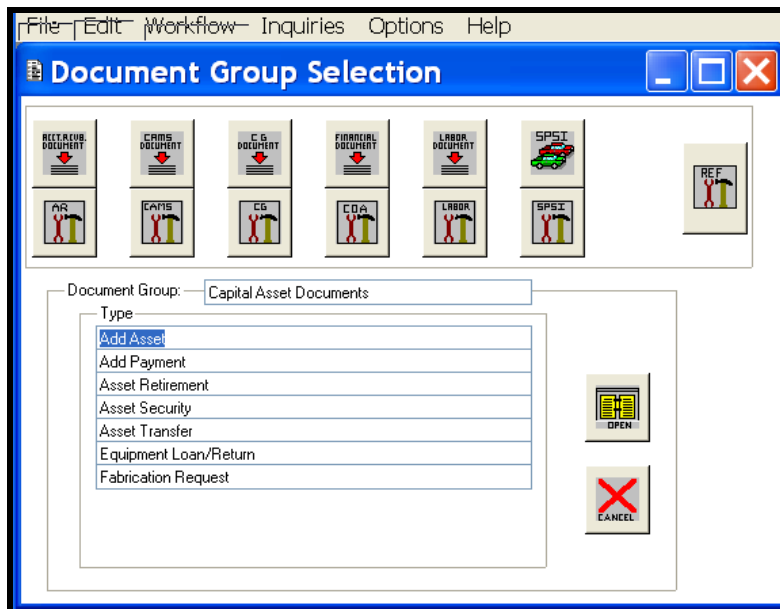 File Edit Workflow Inquiries Options Help
Document Group Selection
ACCT.RCVB. DOCUMENT
CAMS DOCUMENT
C G DOCUMENT
FINANCIAL DOCUMENT
LABOR DOCUMENT
SPSI
REF
AR
CAMS
CG
COA
LABOR
SPSI
Document Group: Capital Asset Documents
Type
Add Asset
Add Payment
Asset Retirement
Asset Security
Asset Transfer
Equipment Loan/Return
Fabrication Request
OPEN
CANCEL